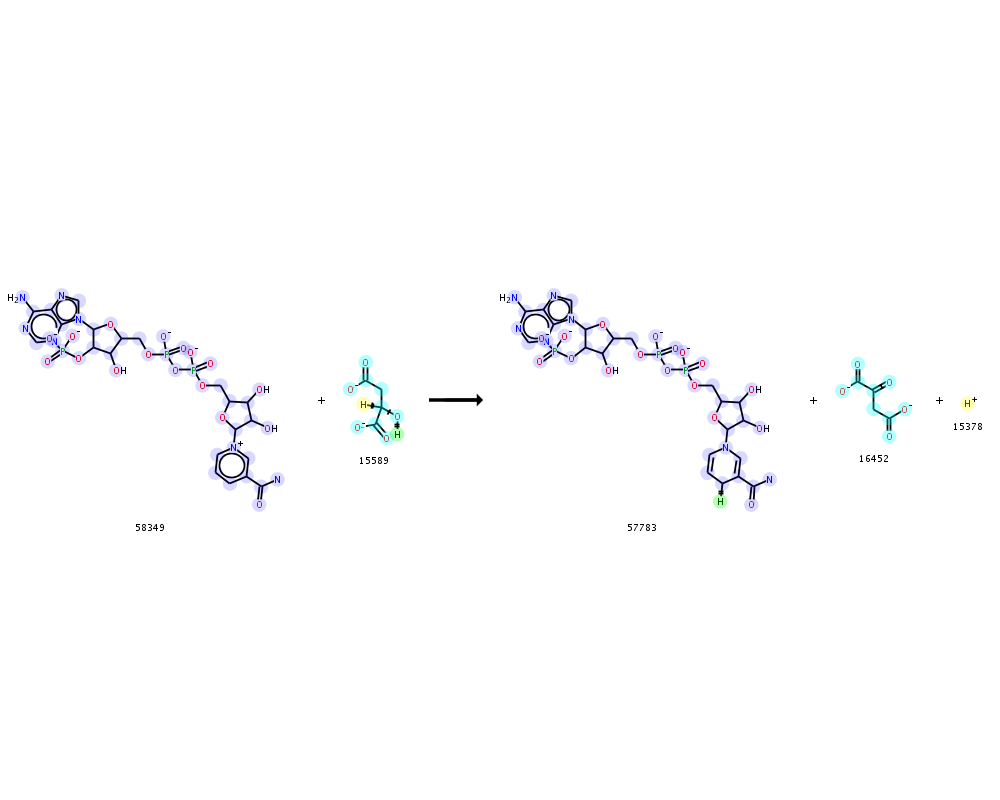 H₂N N N N N O O⁻ O⁻ P O O OH O O⁻ P O O O⁻ P O O O OH OH N⁺ N O
58349
+
O O⁻ H O O⁻ O H
15589
H₂N N N N N O O⁻ O⁻ P O O OH O O⁻ P O O O⁻ P O O O OH OH N N O H
57783
+
O O⁻ O O⁻ O
16452
+
H⁺
15378